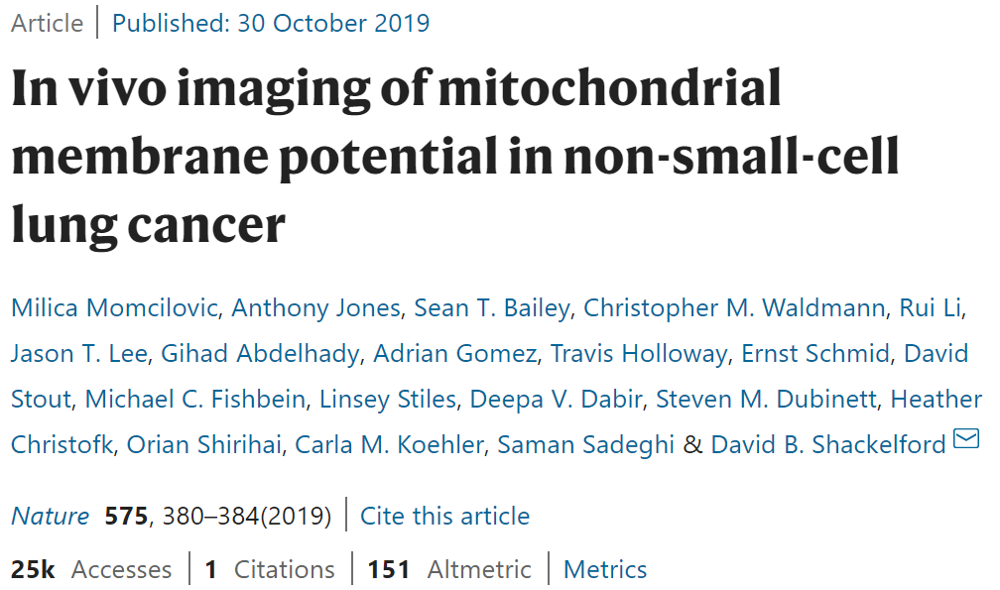 Article | Published: 30 October 2019
In vivo imaging of mitochondrial
membrane potential in non-small-cell
lung cancer
Milica Momcilovic, Anthony Jones, Sean T. Bailey, Christopher M. Waldmann, Rui Li,
Jason T. Lee, Gihad Abdelhady, Adrian Gomez, Travis Holloway, Ernst Schmid, David
Stout, Michael C. Fishbein, Linsey Stiles, Deepa V. Dabir, Steven M. Dubinett, Heather
Christofk, Orian Shirihai, Carla M. Koehler, Saman Sadeghi & David B. Shackelford
Nature 575, 380–384(2019) | Cite this article
25k Accesses | 1 Citations | 151 Altmetric | Metrics